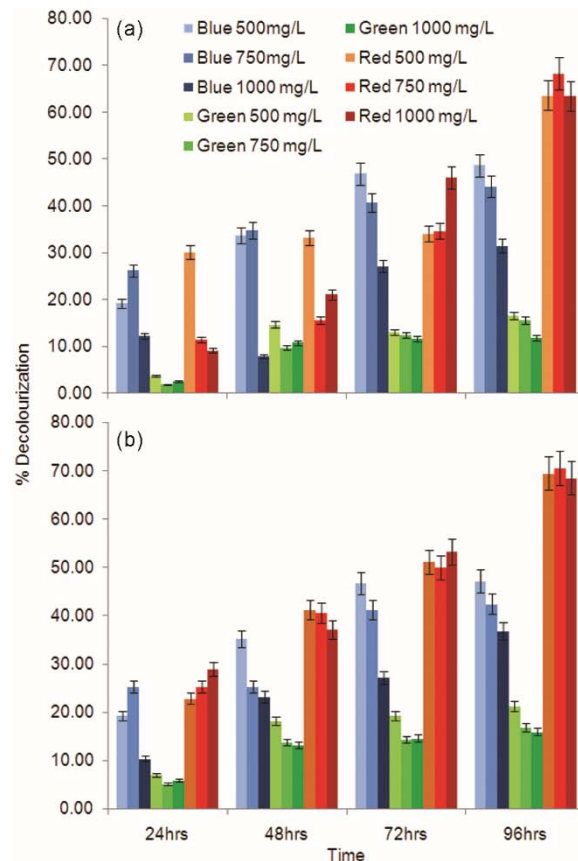 (a)
Blue 500mg/L
Green 1000 mg/L
Blue 750mg/L
Red 500 mg/L
Blue 1000 mg/L
Red 750 mg/L
Green 500 mg/L
Red 1000 mg/L
Green 750 mg/L
80.00
70.00
60.00
50.00
40.00
30.00
20.00
10.00
0.00
% Decolourization
(b)
80.00
70.00
60.00
50.00
40.00
30.00
20.00
10.00
0.00
24hrs 48hrs 72hrs 96hrs
Time